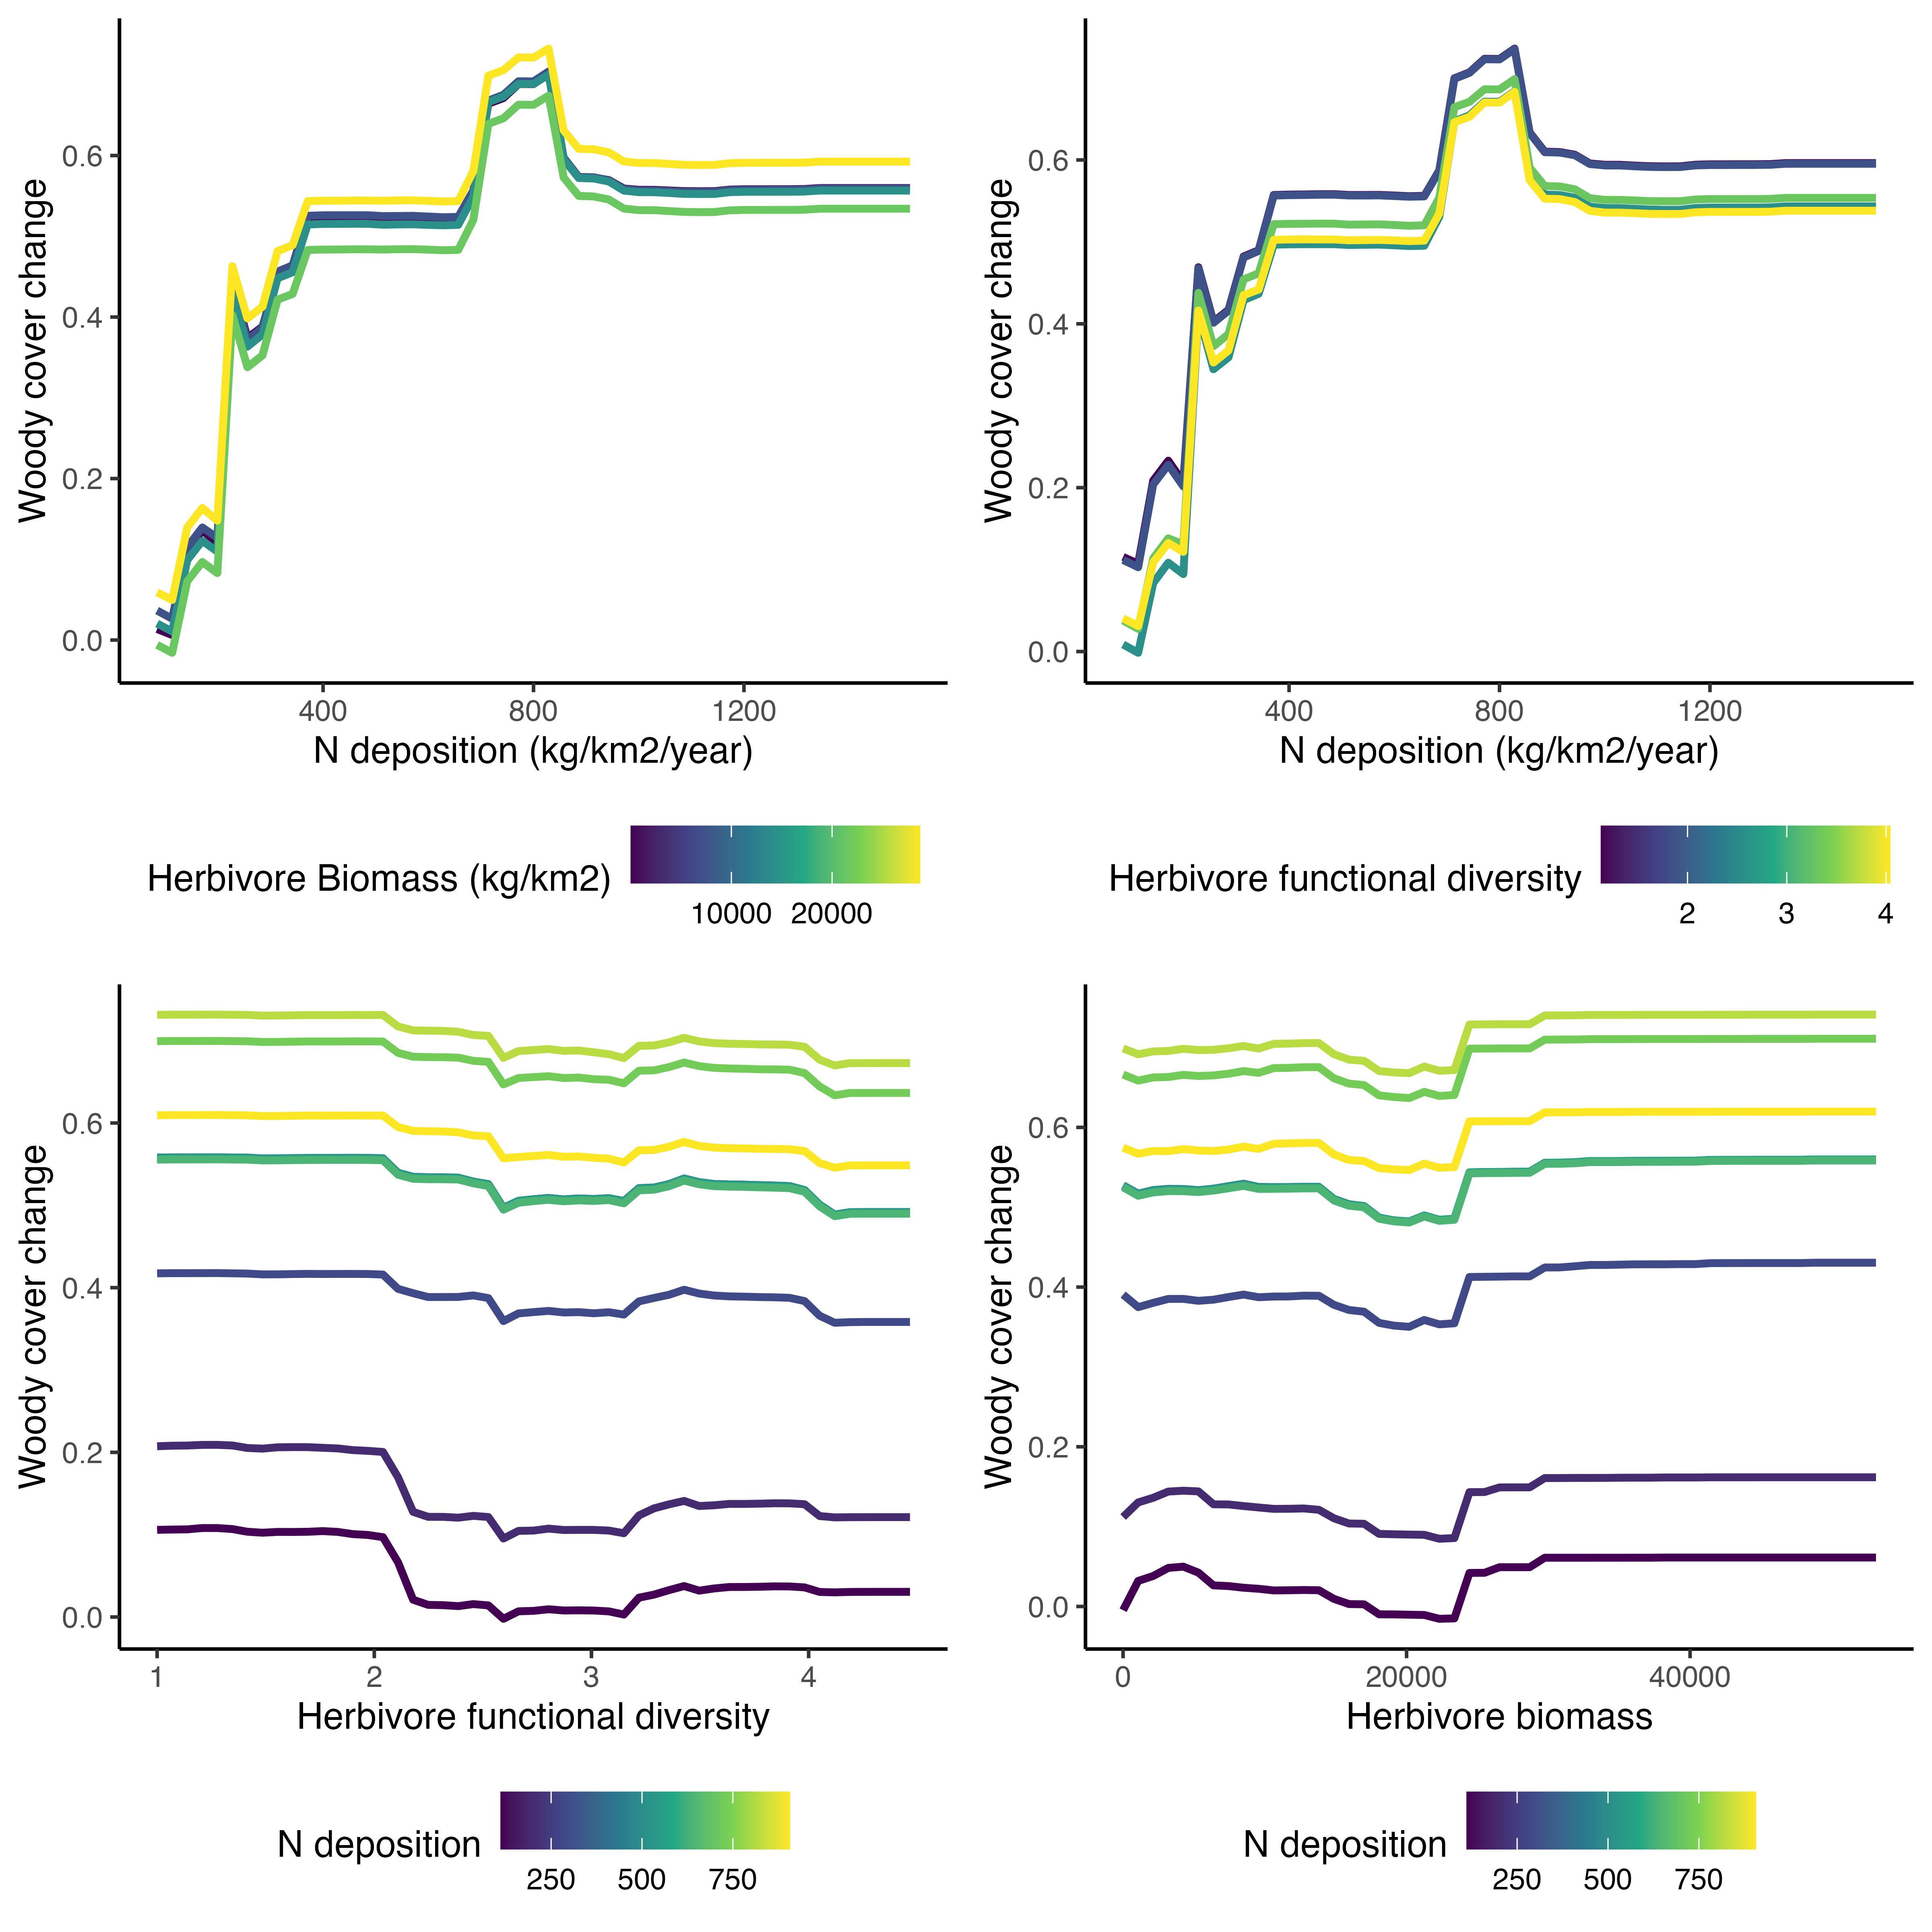 Woody cover change
0.6
0.4
0.2
0.0
400 800 1200
N deposition (kg/km2/year)
Herbivore Biomass (kg/km2)
10000 20000
Woody cover change
0.6
0.4
0.2
0.0
400 800 1200
N deposition (kg/km2/year)
Herbivore functional diversity
2 3 4
Woody cover change
0.6
0.4
0.2
0.0
1 2 3 4
Herbivore functional diversity
N deposition
250 500 750
Woody cover change
0.6
0.4
0.2
0.0
0 20000 40000
Herbivore biomass
N deposition
250 500 750